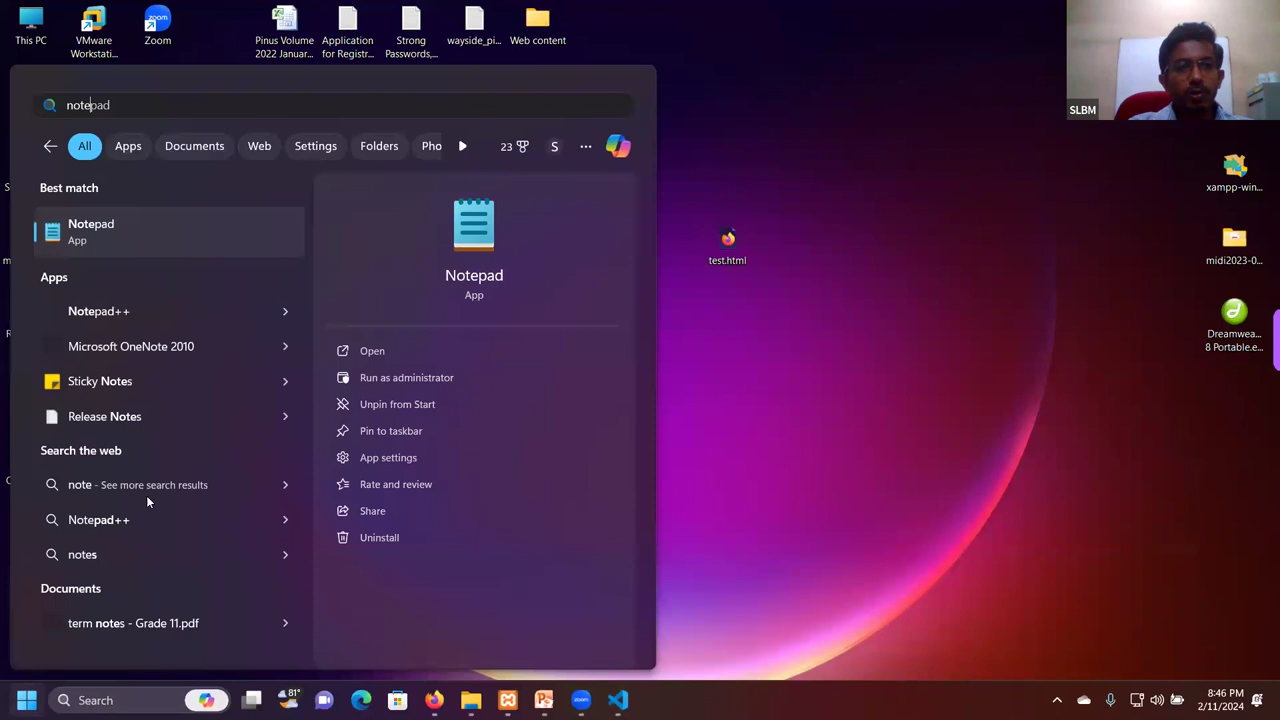 This PC
VMware
Workstati...
Zoom
Pinus Volume
2022 Januar...
Application
for Registr...
Strong
Passwords,...
wayside_pi...
Web content
SLBM
notepad
All
Apps
Documents
Web
Settings
Folders
Pho
23
S
Best match
Notepad
App
Apps
Notepad++
Microsoft OneNote 2010
Sticky Notes
Release Notes
Search the web
note - See more search results
Notepad++
notes
Documents
term notes - Grade 11.pdf
Notepad
App
Open
Run as administrator
Unpin from Start
Pin to taskbar
App settings
Rate and review
Share
Uninstall
test.html
xampp-win...
midi2023-0...
Dreamwea...
8 Portable.e...
Search
81°
8:46 PM
2/11/2024